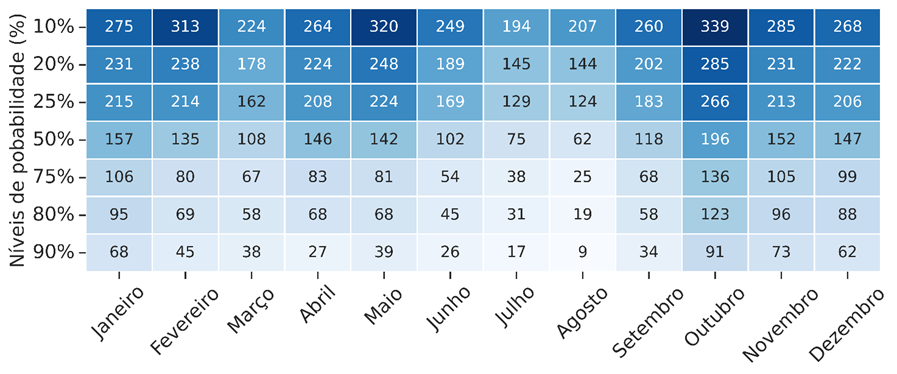 Níveis de pobabilidade (%)
10% 275 313 224 264 320 249 194 207 260 339 285 268
20% 231 238 178 224 248 189 145 144 202 285 231 222
25% 215 214 162 208 224 169 129 124 183 266 213 206
50% 157 135 108 146 142 102 75 62 118 196 152 147
75% 106 80 67 83 81 54 38 25 68 136 105 99
80% 95 69 58 68 68 45 31 19 58 123 96 88
90% 68 45 38 27 39 26 17 9 34 91 73 62
Janeiro Fevereiro Março Abril Maio Junho Julho Agosto Setembro Outubro Novembro Dezembro